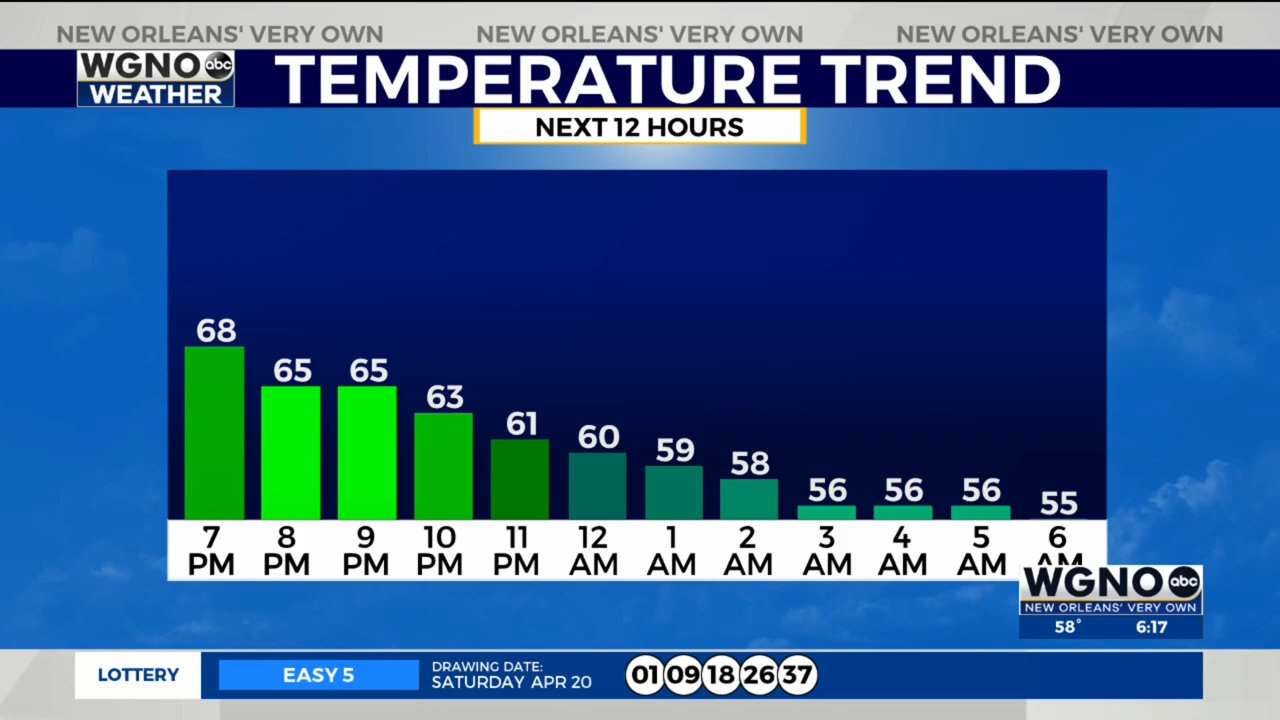 NEW ORLEANS' VERY OWN NEW ORLEANS' VERY OWN NEW ORLEANS' VERY OWN
WGNO abc
WEATHER
TEMPERATURE TREND
NEXT 12 HOURS
68 65 65 63 61 60 59 58 56 56 56 55
7 8 9 10 11 12 1 2 3 4 5 6
PM PM PM PM PM AM AM AM AM AM AM AM
WGNO abc
NEW ORLEANS' VERY OWN
58° 6:17
LOTTERY
EASY 5
DRAWING DATE:
SATURDAY APR 20
01 09 18 26 37